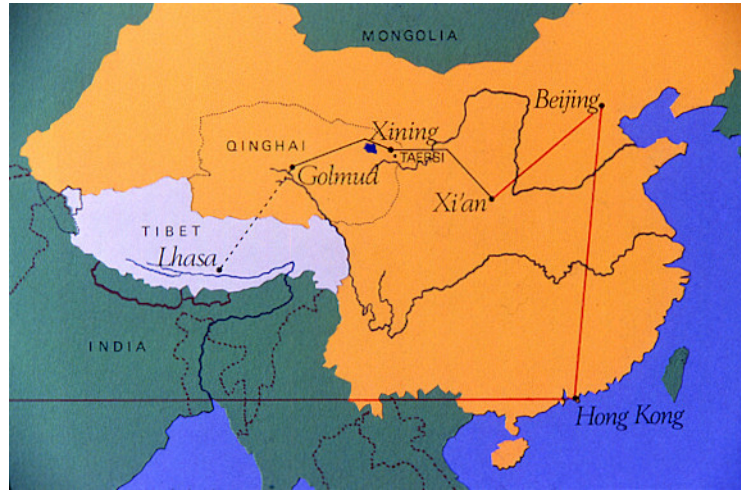 MONGOLIA
Beijing
Xining
QINGHAI
TAERSI
Golmud
Xi'an
TIBET
Lhasa
INDIA
Hong Kong